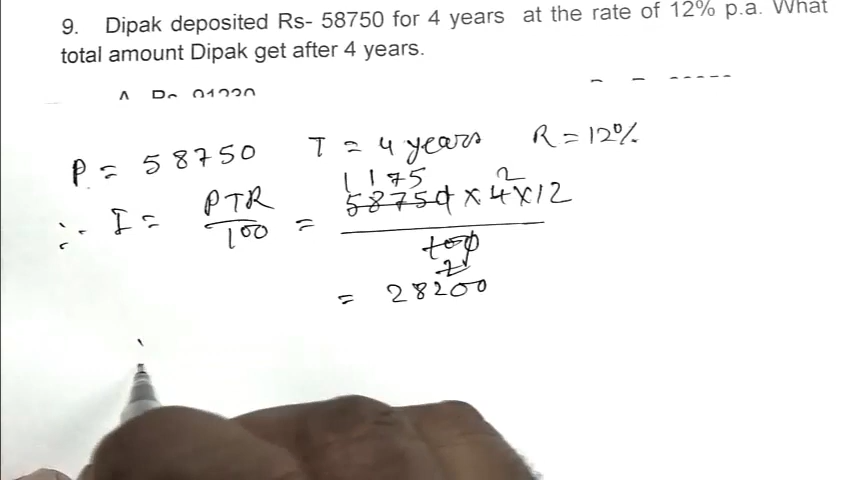 9. Dipak deposited Rs- 58750 for 4 years at the rate of 12% p.a. What
total amount Dipak get after 4 years.
P = 58750 T = 4 years R = 12%
1175 2
∴ I = PTR/100 = 58750 x 4 x 12
100
2
= 28200